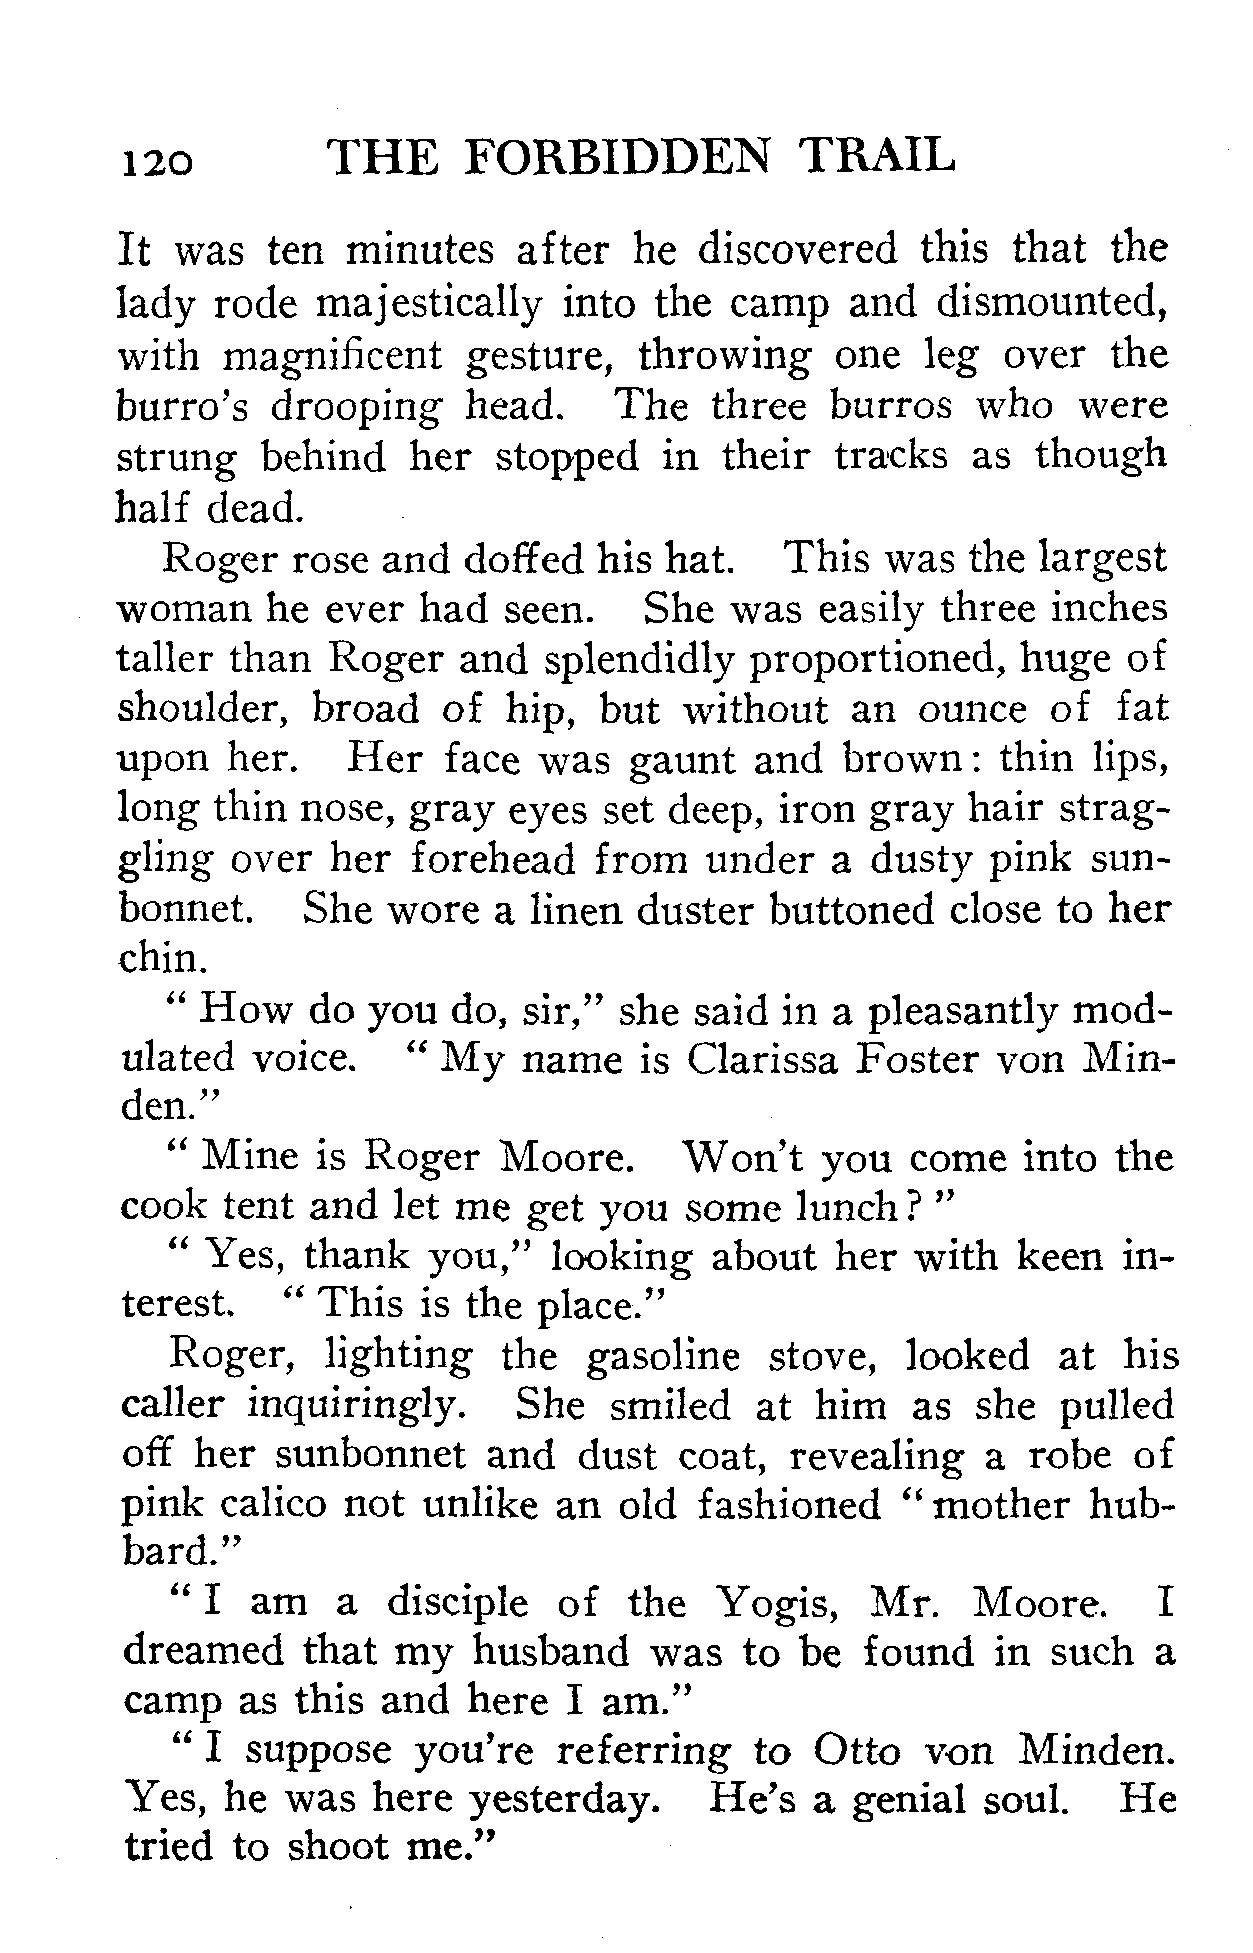 120 THE FORBIDDEN TRAIL
It was ten minutes after he discovered this that the
lady rode majestically into the camp and dismounted,
with magnificent gesture, throwing one leg over the
burro's drooping head. The three burros who were
strung behind her stopped in their tracks as though
half dead.
Roger rose and doffed his hat. This was the largest
woman he ever had seen. She was easily three inches
taller than Roger and splendidly proportioned, huge of
shoulder, broad of hip, but without an ounce of fat
upon her. Her face was gaunt and brown: thin lips,
long thin nose, gray eyes set deep, iron gray hair strag-
gling over her forehead from under a dusty pink sun-
bonnet. She wore a linen duster buttoned close to her
chin.
" How do you do, sir," she said in a pleasantly mod-
ulated voice. " My name is Clarissa Foster von Min-
den."
" Mine is Roger Moore. Won't you come into the
cook tent and let me get you some lunch? "
" Yes, thank you," looking about her with keen in-
terest. " This is the place."
Roger, lighting the gasoline stove, looked at his
caller inquiringly. She smiled at him as she pulled
off her sunbonnet and dust coat, revealing a robe of
pink calico not unlike an old fashioned " mother hub-
bard."
" I am a disciple of the Yogis, Mr. Moore. I
dreamed that my husband was to be found in such a
camp as this and here I am."
" I suppose you're referring to Otto von Minden.
Yes, he was here yesterday. He's a genial soul. He
tried to shoot me."